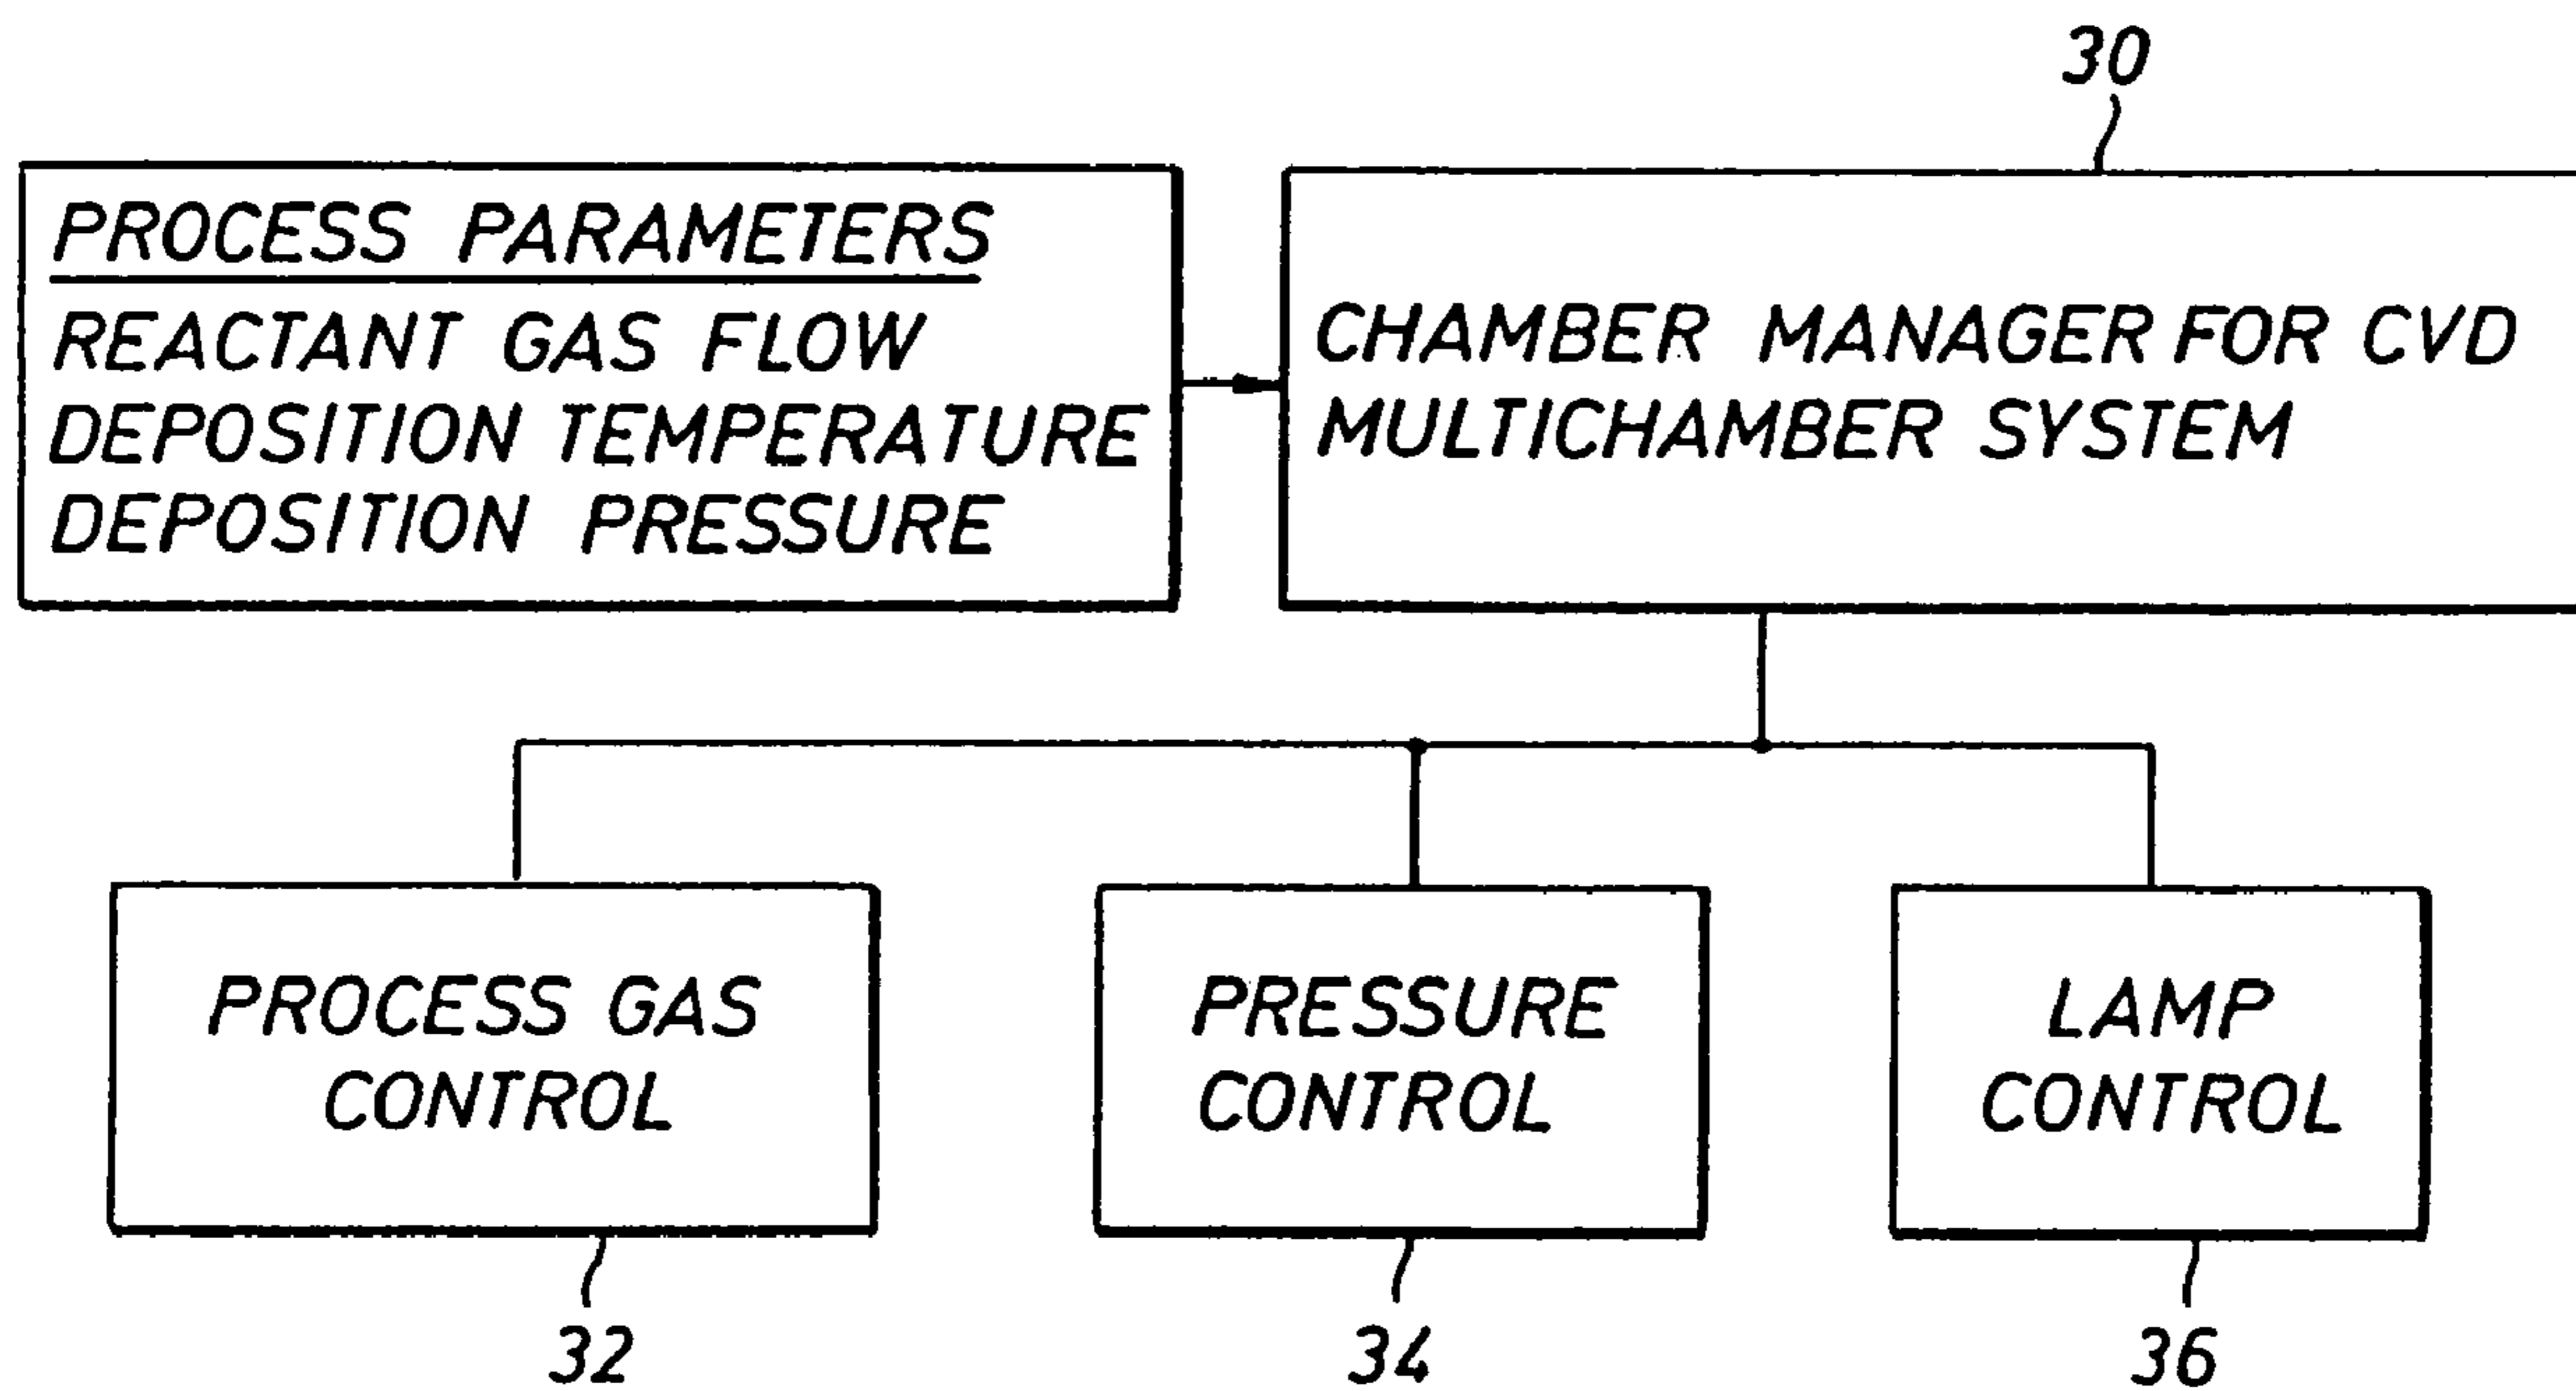 30
PROCESS PARAMETERS
REACTANT GAS FLOW
DEPOSITION TEMPERATURE
DEPOSITION PRESSURE
CHAMBER MANAGER FOR CVD
MULTICHAMBER SYSTEM
PROCESS GAS
CONTROL
PRESSURE
CONTROL
LAMP
CONTROL
32
34
36